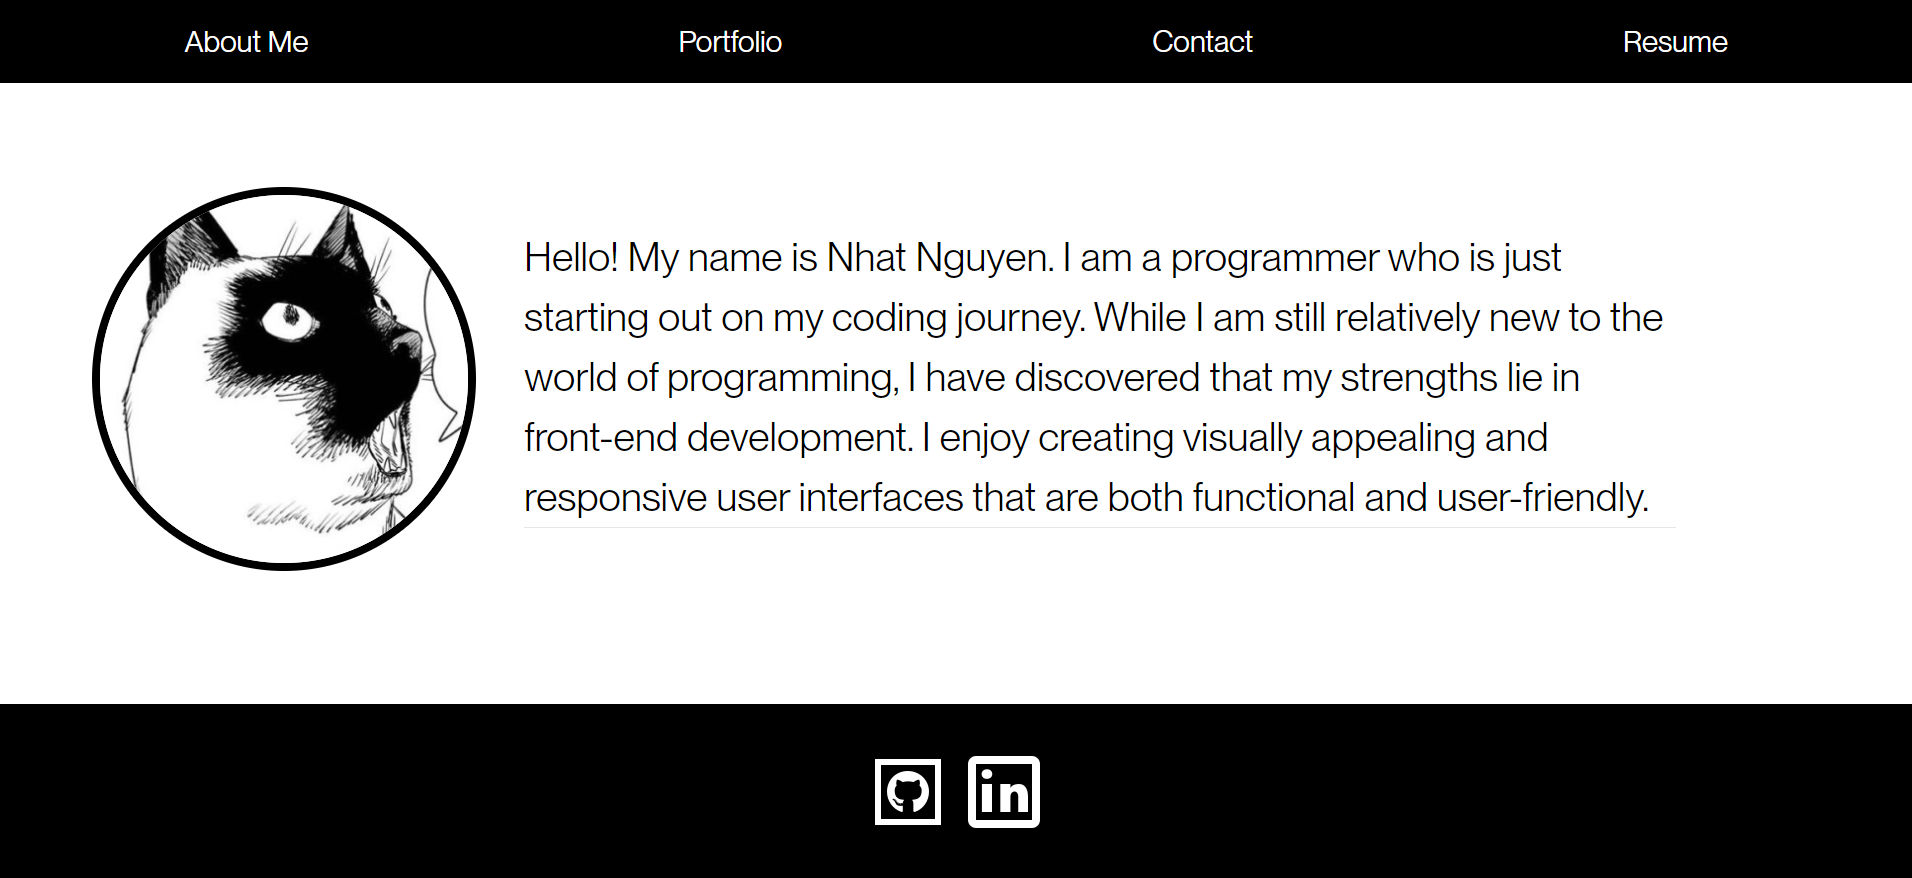 About Me Portfolio Contact Resume
Hello! My name is Nhat Nguyen. I am a programmer who is just
starting out on my coding journey. While I am still relatively new to the
world of programming, I have discovered that my strengths lie in
front-end development. I enjoy creating visually appealing and
responsive user interfaces that are both functional and user-friendly.
in